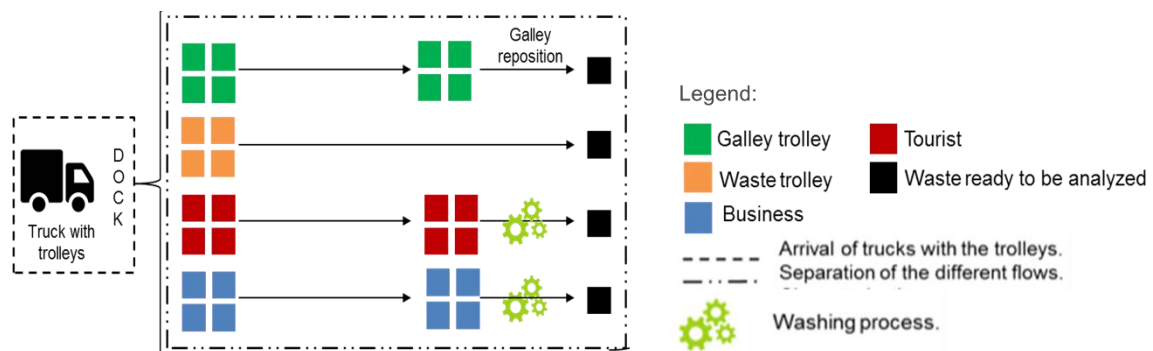 Galley
reposition
D
O
C
K
Truck with
trolleys
Legend:
Galley trolley
Tourist
Waste trolley
Waste ready to be analyzed
Business
Arrival of trucks with the trolleys.
Separation of the different flows.
Washing process.